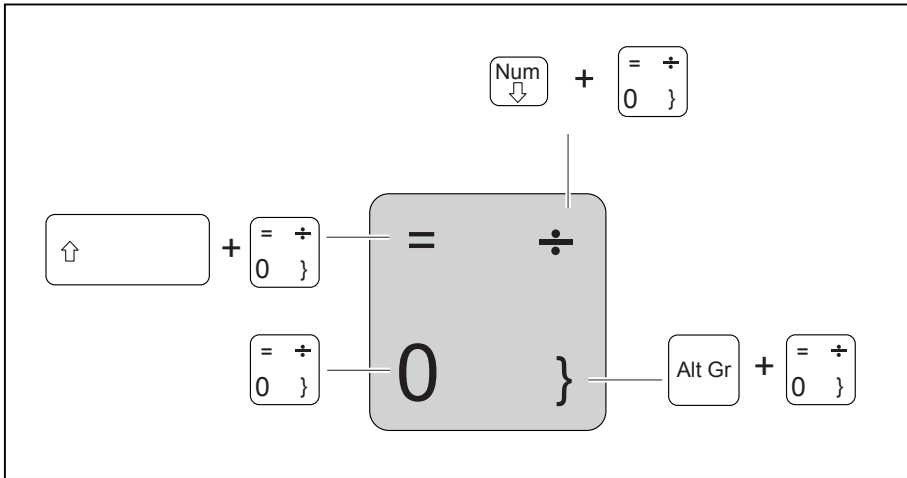 Num + = ÷
⇩ 0 }
= ÷
⇧ + = ÷
0 }
= ÷
0 }
0 }
Alt Gr + = ÷
0 }